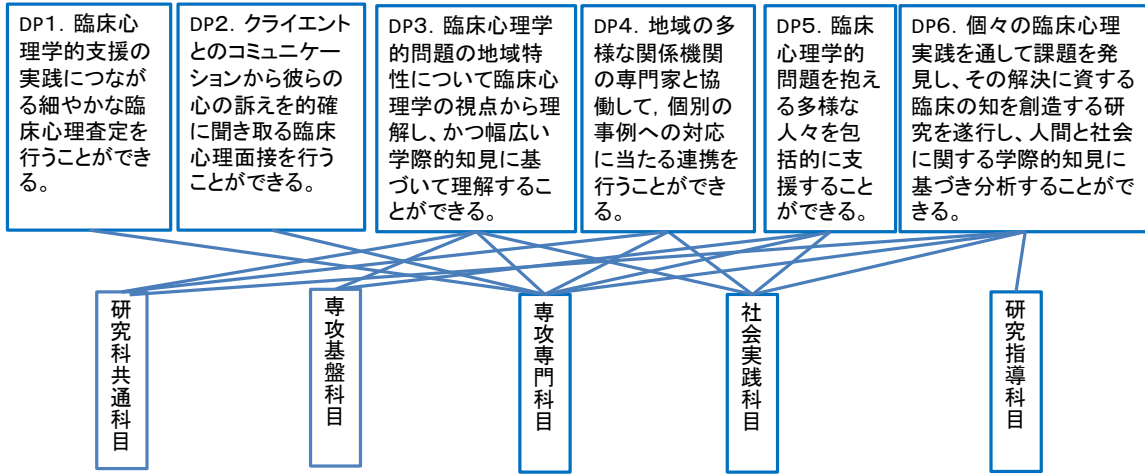 DP1．臨床心
理学的支援の
実践につなが
る細やかな臨
床心理査定を
行うことができ
る。
DP2．クライエント
とのコミュニケー
ションから彼らの
心の訴えを的確
に聞き取る臨床
心理面接を行う
ことができる。
DP3．臨床心理学
的問題の地域特
性について臨床心
理学の視点から理
解し、かつ幅広い
学際的知見に基
づいて理解するこ
とができる。
DP4．地域の多
様な関係機関
の専門家と協
働して，個別の
事例への対応
に当たる連携を
行うことができ
る。
DP5．臨床
心理学的
問題を抱え
る多様な
人々を包
括的に支
援すること
ができる。
DP6．個々の臨床心理
実践を通して課題を発
見し、その解決に資する
臨床の知を創造する研
究を遂行し、人間と社会
に関する学際的知見に
基づき分析することがで
きる。
研究科共通科目
専攻基盤科目
専攻専門科目
社会実践科目
研究指導科目